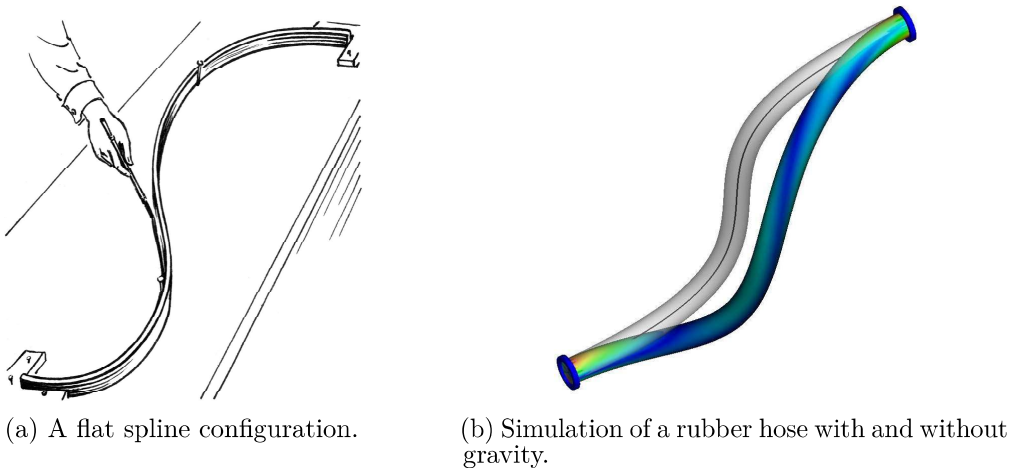 (a) A flat spline configuration.
(b) Simulation of a rubber hose with and without
gravity.